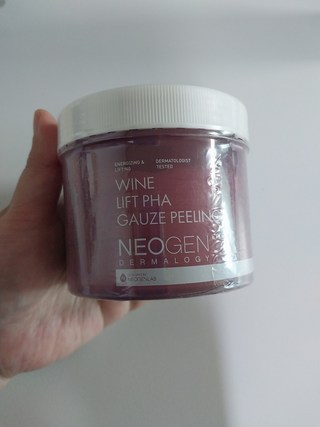 ENERGIZING & LIFTING
DERMATOLOGIST TESTED
WINE
LIFT PHA
GAUZE PEELING
NEOGEN
DERMALOGY